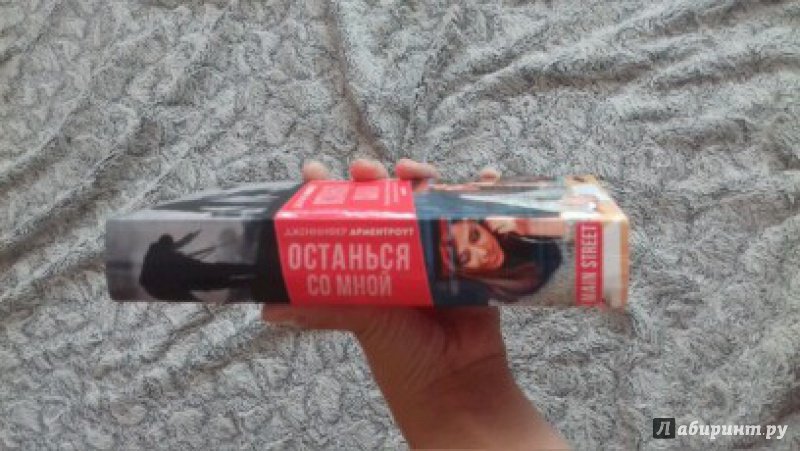 ДЖЕННИФЕР АРМЕНТРОУТ
ОСТАНЬСЯ
СО МНОЙ
MAIN STREET
Лабиринт.ру